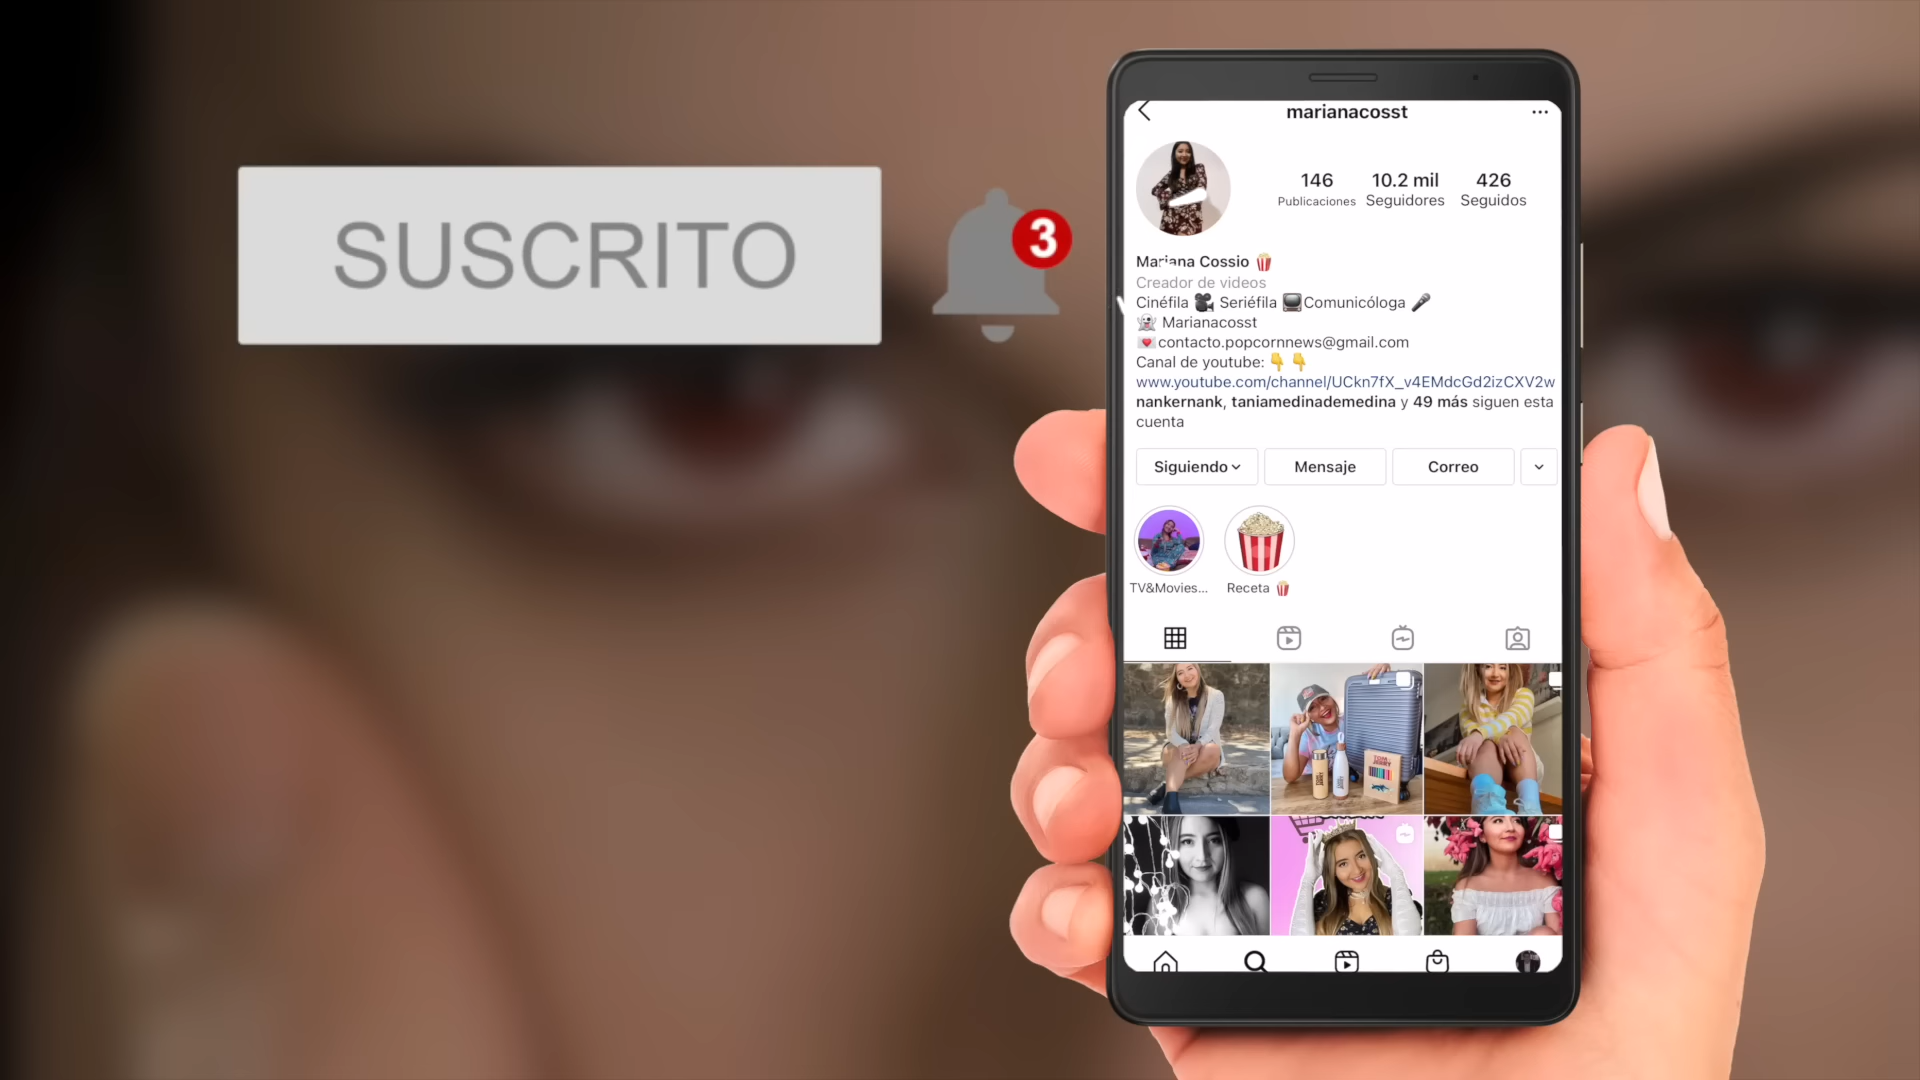 SUSCRITO
3
marianacosst
146 10.2 mil 426
Publicaciones Seguidores Seguidos
Mariana Cossio
Creador de videos
Cinéfila Seriéfila Comunicóloga
Marianacosst
contacto.popcornnews@gmail.com
Canal de youtube:
www.youtube.com/channel/UCkn7fX_v4EMdcGd2izCXV2w
nankernank, taniamedinademedina y 49 más siguen esta
cuenta
Siguiendo Mensaje Correo
TV&Movies... Receta